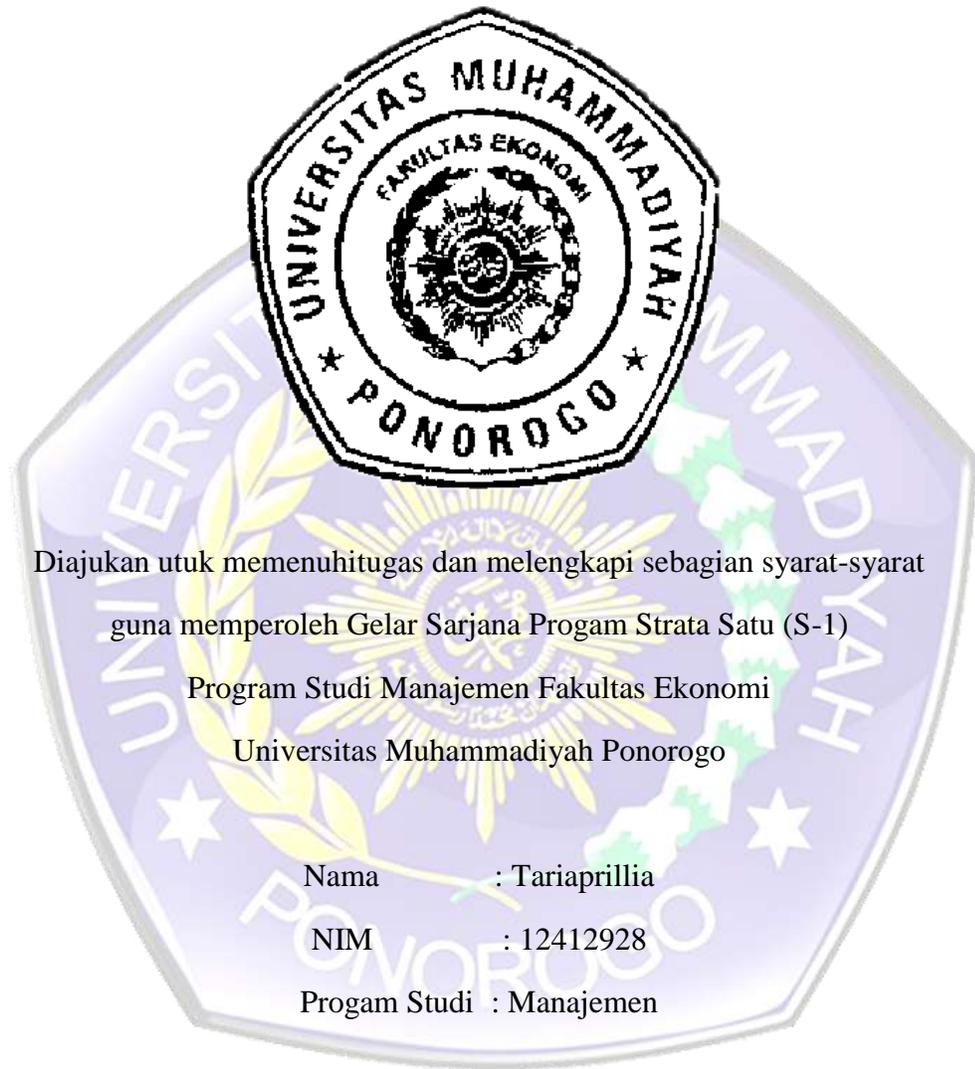 UNIVERSITAS MUHAMMADIYAH
FAKULTAS EKONOMI
★ PONOROGO ★
Diajukan utuk memenuhitugas dan melengkapi sebagian syarat-syarat
guna memperoleh Gelar Sarjana Progam Strata Satu (S-1)
Program Studi Manajemen Fakultas Ekonomi
Universitas Muhammadiyah Ponorogo
Nama : Tariaprillia
NIM : 12412928
Progam Studi : Manajemen
PONOROGO